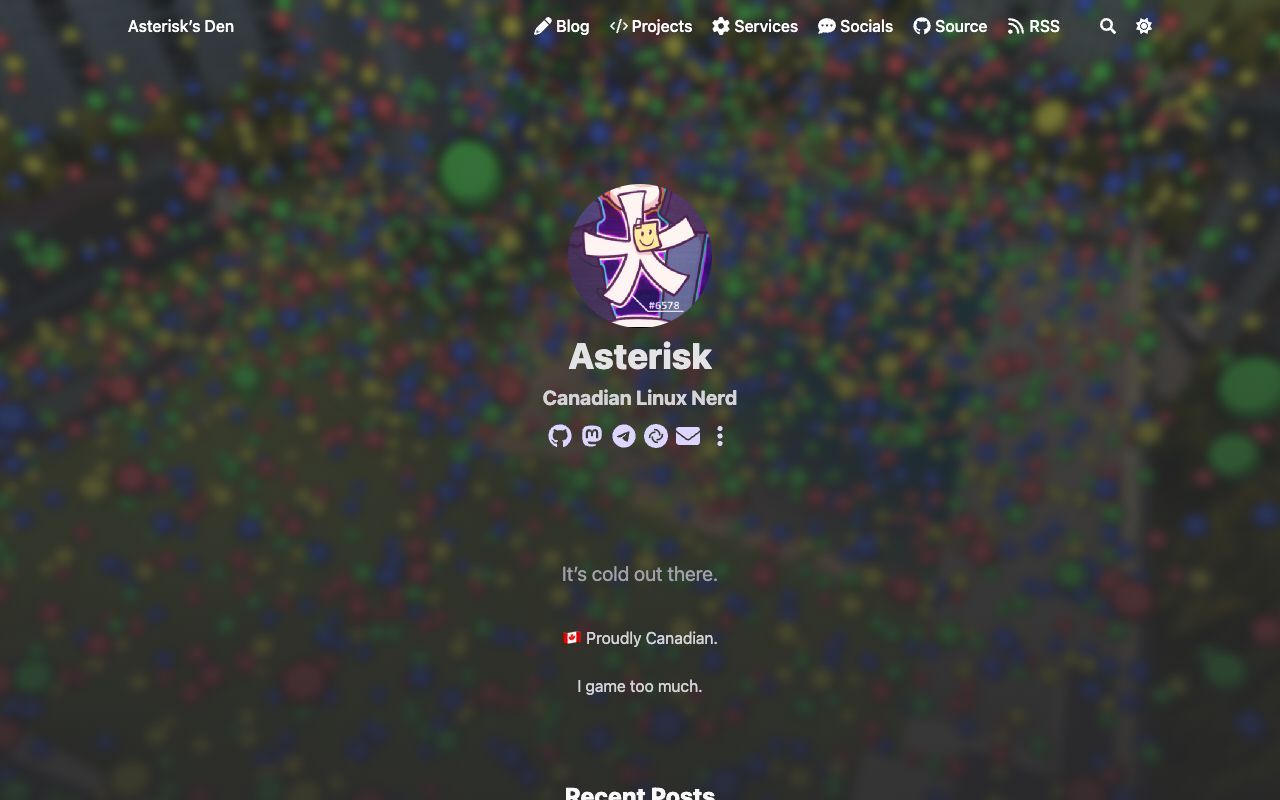 Asterisk’s Den
Blog Projects Services Socials Source RSS
#6578
Asterisk
Canadian Linux Nerd
It’s cold out there.
🇨🇦 Proudly Canadian.
I game too much.
Recent Posts